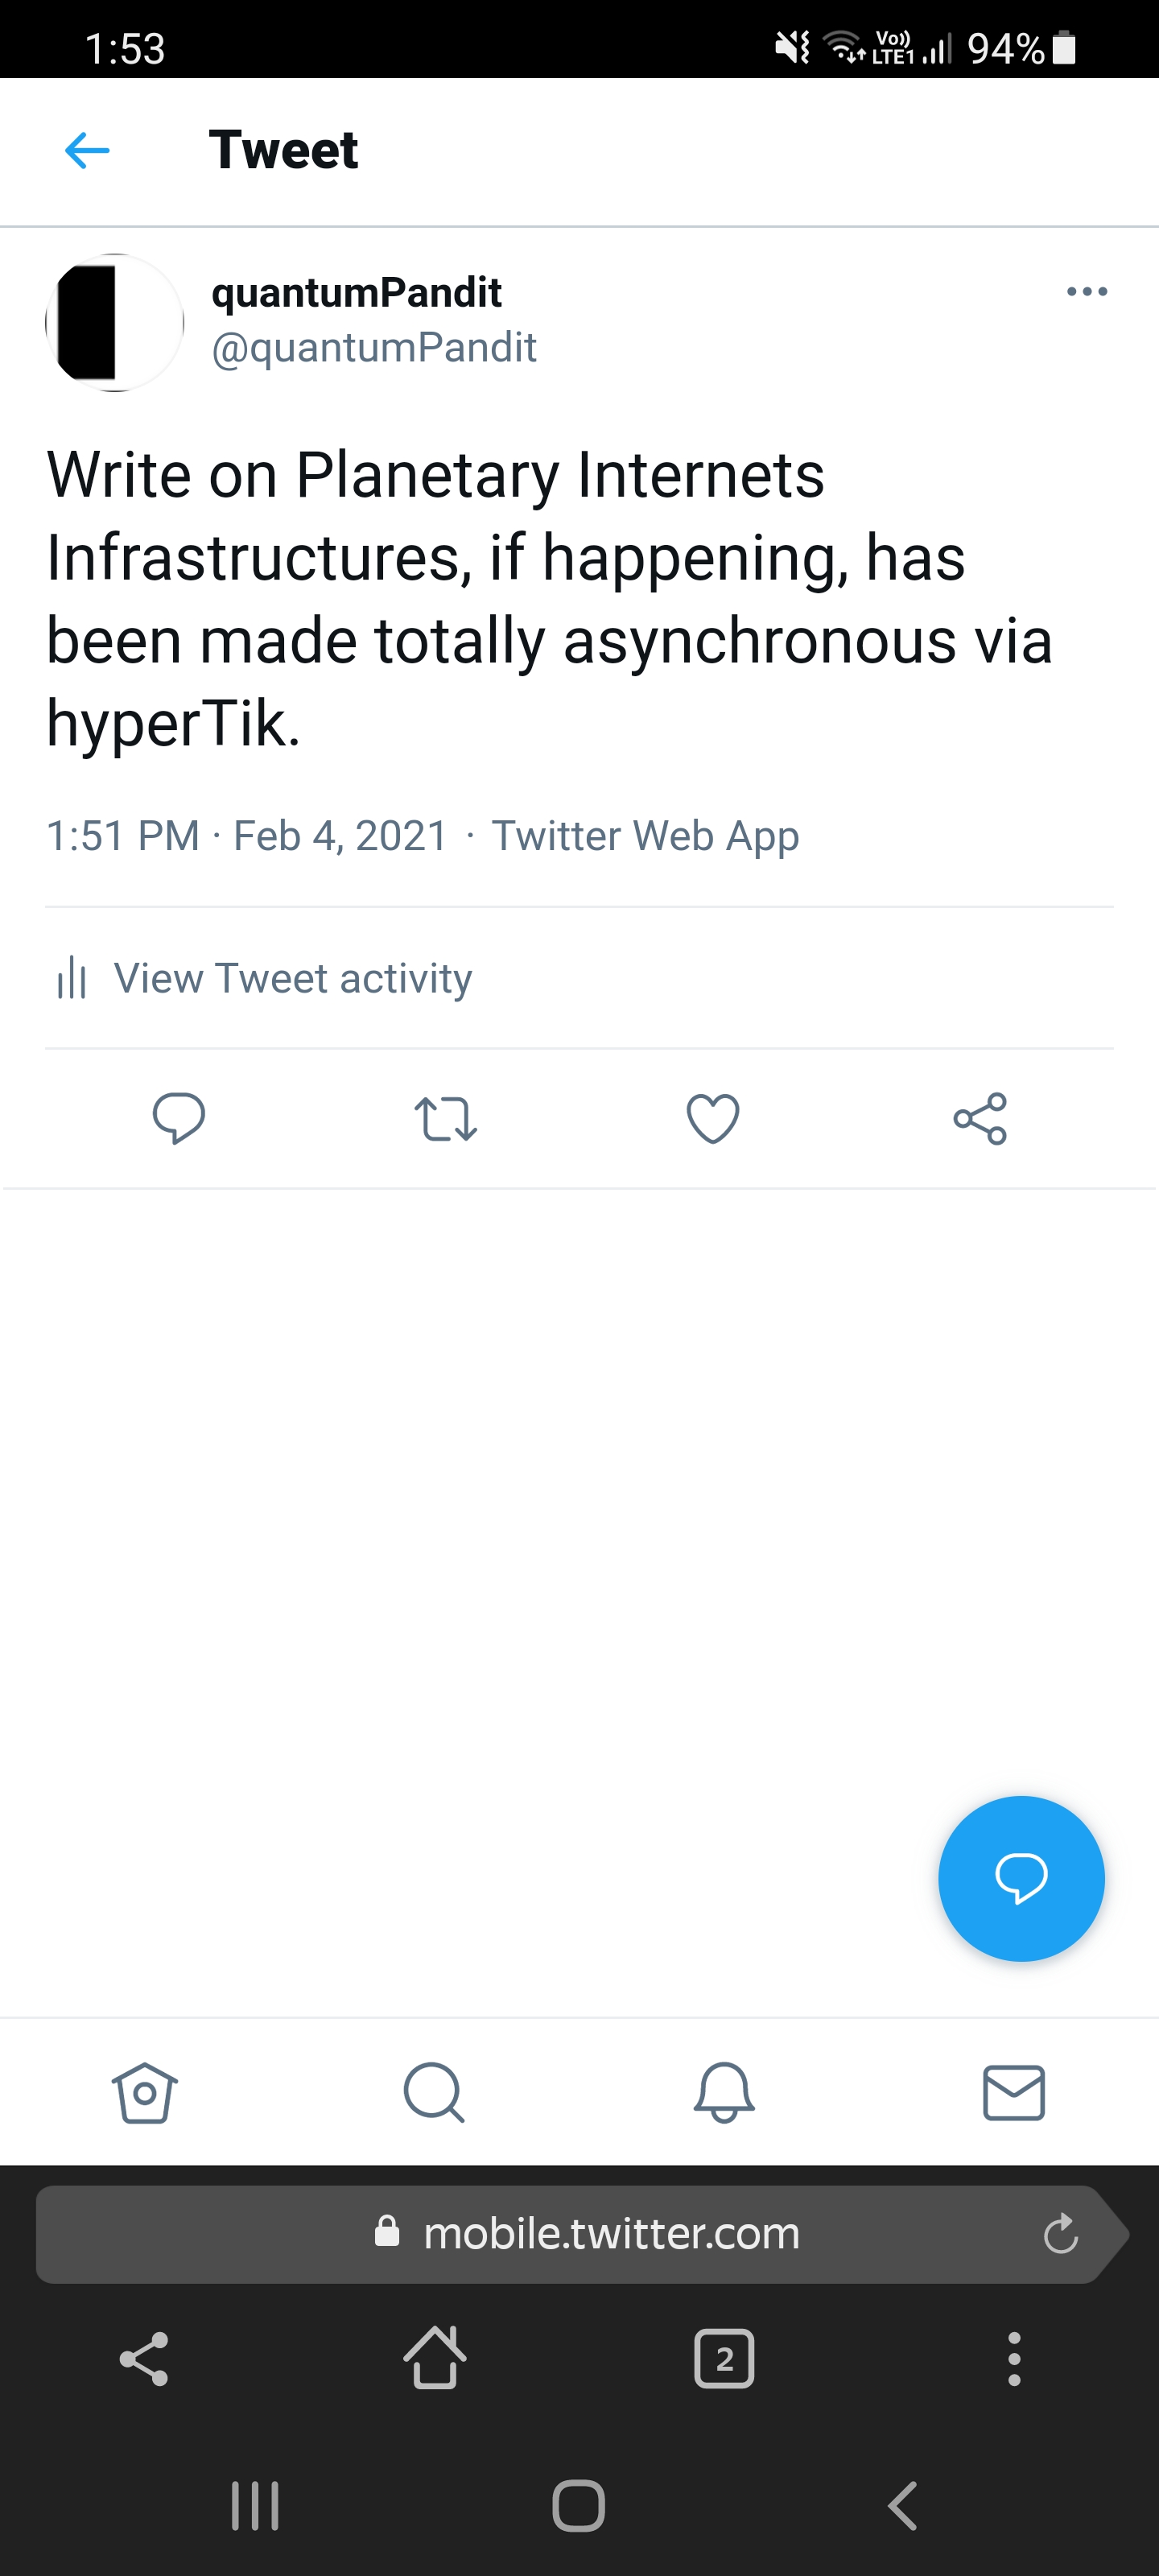 1:53 Vo)) LTE1 94%
Tweet
quantumPandit
@quantumPandit
Write on Planetary Internets
Infrastructures, if happening, has
been made totally asynchronous via
hyperTik.
1:51 PM · Feb 4, 2021 · Twitter Web App
View Tweet activity
mobile.twitter.com
2